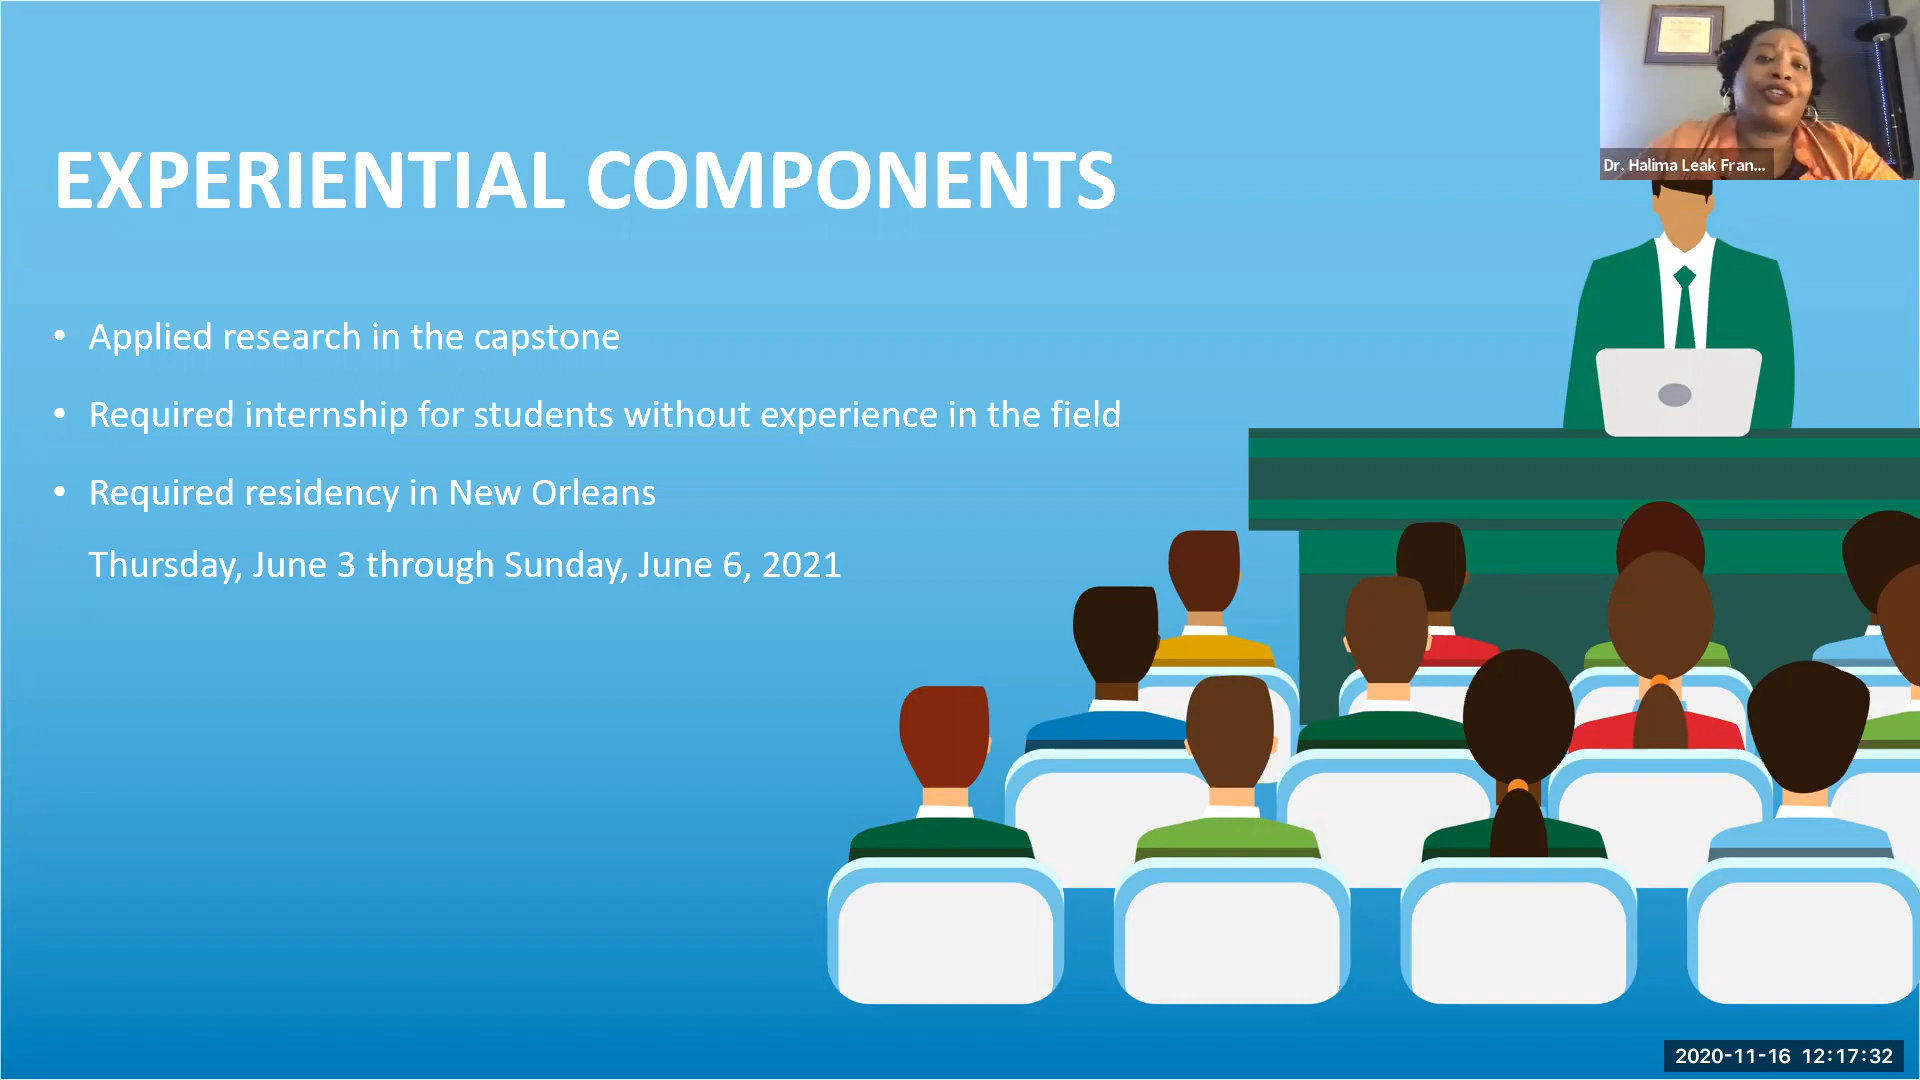 Dr. Halima Leak Fran...
EXPERIENTIAL COMPONENTS
• Applied research in the capstone
• Required internship for students without experience in the field
• Required residency in New Orleans
Thursday, June 3 through Sunday, June 6, 2021
2020-11-16 12:17:32